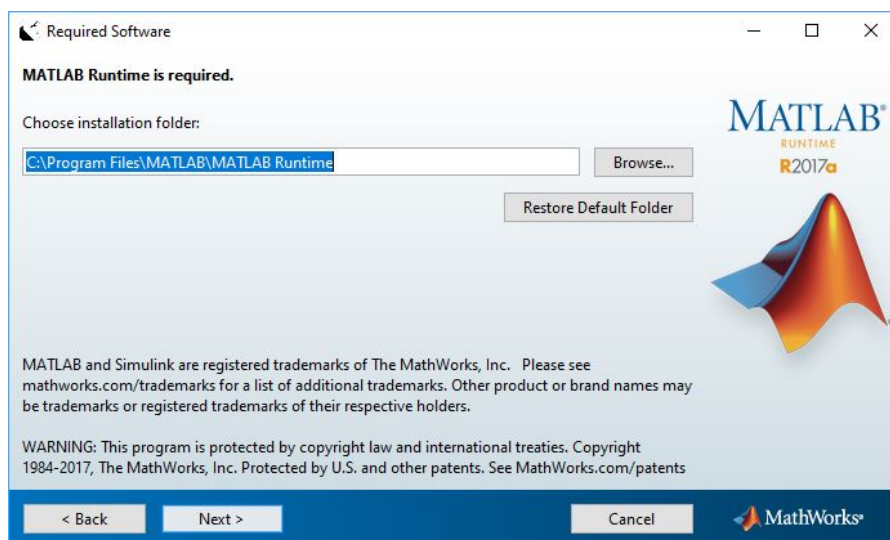 Required Software
MATLAB Runtime is required.
Choose installation folder:
C:\Program Files\MATLAB\MATLAB Runtime
Browse...
Restore Default Folder
MATLAB®
RUNTIME
R2017a
MATLAB and Simulink are registered trademarks of The MathWorks, Inc.   Please see
mathworks.com/trademarks for a list of additional trademarks. Other product or brand names may
be trademarks or registered trademarks of their respective holders.
WARNING: This program is protected by copyright law and international treaties. Copyright
1984-2017, The MathWorks, Inc. Protected by U.S. and other patents. See MathWorks.com/patents
< Back
Next >
Cancel
MathWorks®